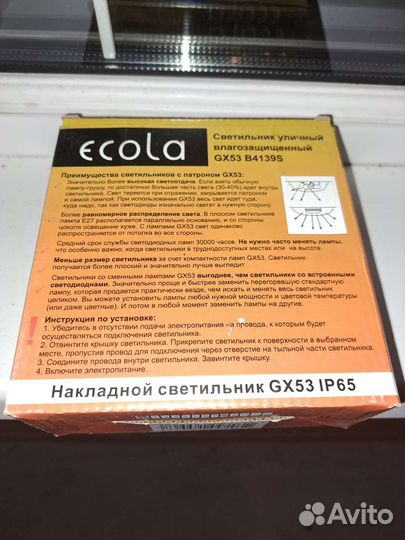 ecola
Светильник уличный
влагозащищенный
GX53 B4139S
Преимущества светильников с патроном GX53:
Значительно более высокая светоотдача. Если взять обычную
лампу-грушу, то достаточно большая часть света (30-40%) идет внутрь
светильника. Свет теряется при отражении, закрывается патроном
и самой лампой. При использовании GX53 весь свет идет туда,
куда надо, так как светодиоды изначально светят в нужную сторону.
Более равномерное распределение света. В плоском светильнике
лампа E27 располагается параллельно основанию, и со стороны
цоколя освещение хуже. С лампами GX53 свет одинаково
распространяется от потолка во все стороны.
Средний срок службы светодиодных ламп 30000 часов. Не нужно часто менять лампы,
что особенно важно, когда светильники в труднодоступных местах или на высоте.
Меньше размер светильника за счет компактности ламп GX53. Светильник
получается более плоский и значительно лучше выглядит.
Светильники со сменными лампами GX53 выгоднее, чем светильники со встроенными
светодиодами. Значительно проще и быстрее заменить перегоревшую стандартную
лампу, которая продается практически везде, чем искать и менять весь светильник
целиком. Вы можете установить лампы любой нужной мощности и цветовой температуры
(или даже цветные). И потом в любой момент заменить лампы на другие.
!
Инструкция по установке:
1. Убедитесь в отсутствии подачи электропитания на провода, к которым будет
осуществляться подключение светильника.
2. Отвинтите крышку светильника. Прикрепите светильник к поверхности в выбранном
месте, пропустив провод для подключения через отверстие на тыльной части светильника.
3. Соедините провода внутри светильника. Завинтите крышку.
4. Включите электропитание.
Накладной светильник GX53 IP65
Avito